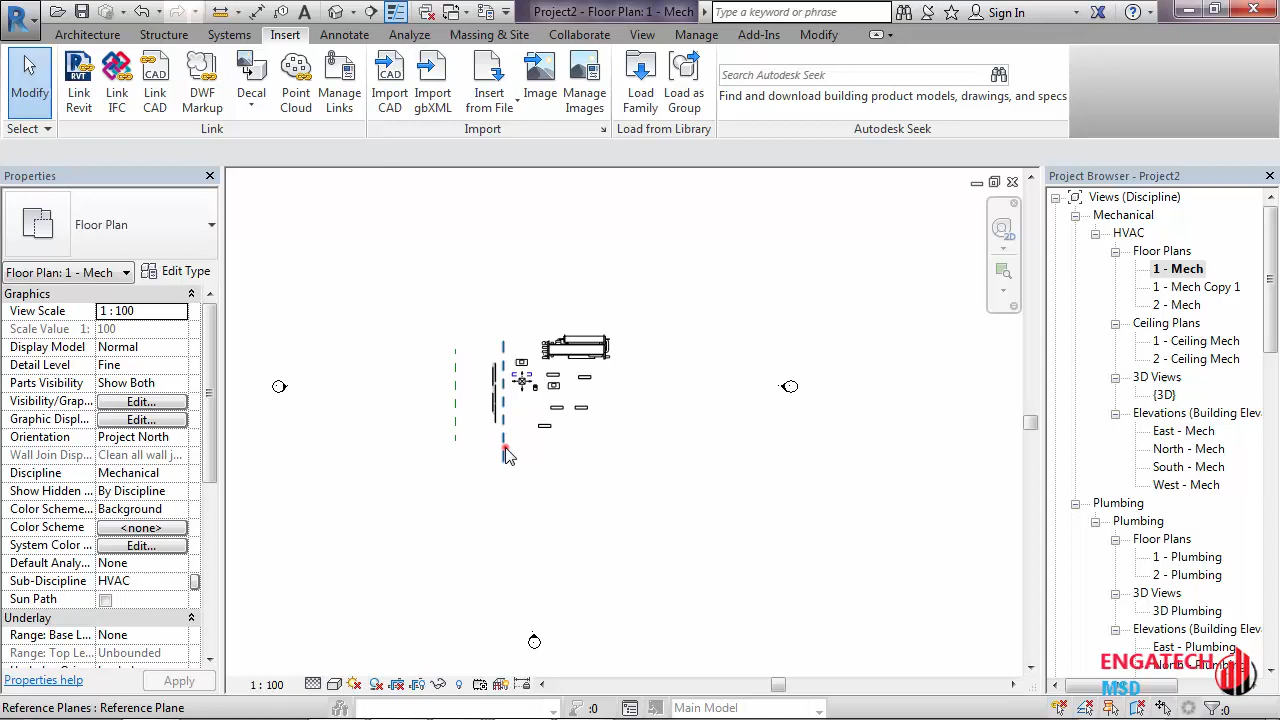 Project2 - Floor Plan: 1 - Mech
Type a keyword or phrase
Sign In
Architecture
Structure
Systems
Insert
Annotate
Analyze
Massing & Site
Collaborate
View
Manage
Add-Ins
Modify
Modify
Link Revit
Link IFC
Link CAD
DWF Markup
Decal
Point Cloud
Manage Links
Import CAD
Import gbXML
Insert from File
Image
Manage Images
Load Family
Load as Group
Search Autodesk Seek
Find and download building product models, drawings, and specs
Select
Link
Import
Load from Library
Autodesk Seek
Properties
Floor Plan
Floor Plan: 1 - Mech
Edit Type
Graphics
View Scale 1 : 100
Scale Value 1: 100
Display Model Normal
Detail Level Fine
Parts Visibility Show Both
Visibility/Grap... Edit...
Graphic Displ... Edit...
Orientation Project North
Wall Join Disp... Clean all wall j...
Discipline Mechanical
Show Hidden ... By Discipline
Color Scheme... Background
Color Scheme <none>
System Color ... Edit...
Default Analy... None
Sub-Discipline HVAC
Sun Path
Underlay
Range: Base L... None
Range: Top Le... Unbounded
Properties help
Apply
2D
Project Browser - Project2
Views (Discipline)
Mechanical
HVAC
Floor Plans
1 - Mech
1 - Mech Copy 1
2 - Mech
Ceiling Plans
1 - Ceiling Mech
2 - Ceiling Mech
3D Views
{3D}
Elevations (Building Elev
East - Mech
North - Mech
South - Mech
West - Mech
Plumbing
Plumbing
Floor Plans
1 - Plumbing
2 - Plumbing
3D Views
3D Plumbing
Elevations (Building Elev
East - Plumbing
ENGATECH
MSD
1 : 100
Reference Planes : Reference Plane
:0
Main Model
:0